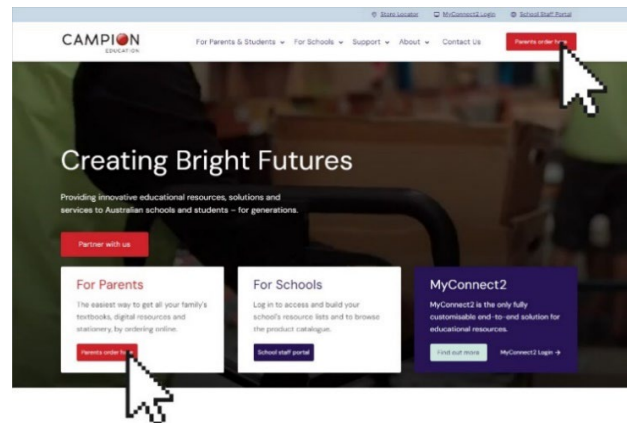 Store Locator MyConnect2 Login School Staff Portal
CAMPION
EDUCATION
For Parents & Students For Schools Support About Contact Us
Parents order here
Creating Bright Futures
Providing innovative educational resources, solutions and
services to Australian schools and students – for generations.
Partner with us
For Parents
The easiest way to get all your family's
textbooks, digital resources and
stationery, by ordering online.
Parents order
For Schools
Log in to access and build your
school's resource lists and to browse
the product catalogue.
School staff portal
MyConnect2
MyConnect2 is the only fully
customisable end-to-end solution for
educational resources.
Find out more MyConnect2 Login →